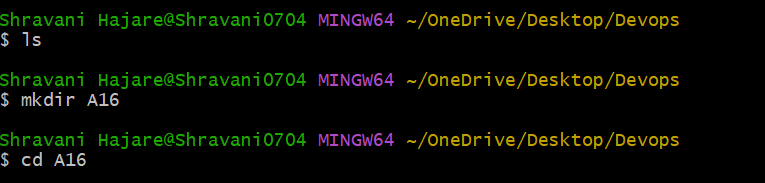 Shravani Hajare@Shravani0704 MINGW64 ~/OneDrive/Desktop/Devops
$ ls
Shravani Hajare@Shravani0704 MINGW64 ~/OneDrive/Desktop/Devops
$ mkdir A16
Shravani Hajare@Shravani0704 MINGW64 ~/OneDrive/Desktop/Devops
$ cd A16